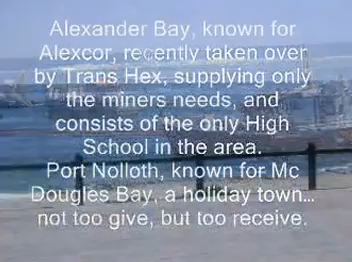 Alexander Bay, known for
Alexcor, recently taken over
by Trans Hex, supplying only
the miners needs, and
consists of the only High
School in the area.
Port Nolloth, known for Mc
Dougles Bay, a holiday town…
not too give, but too receive.